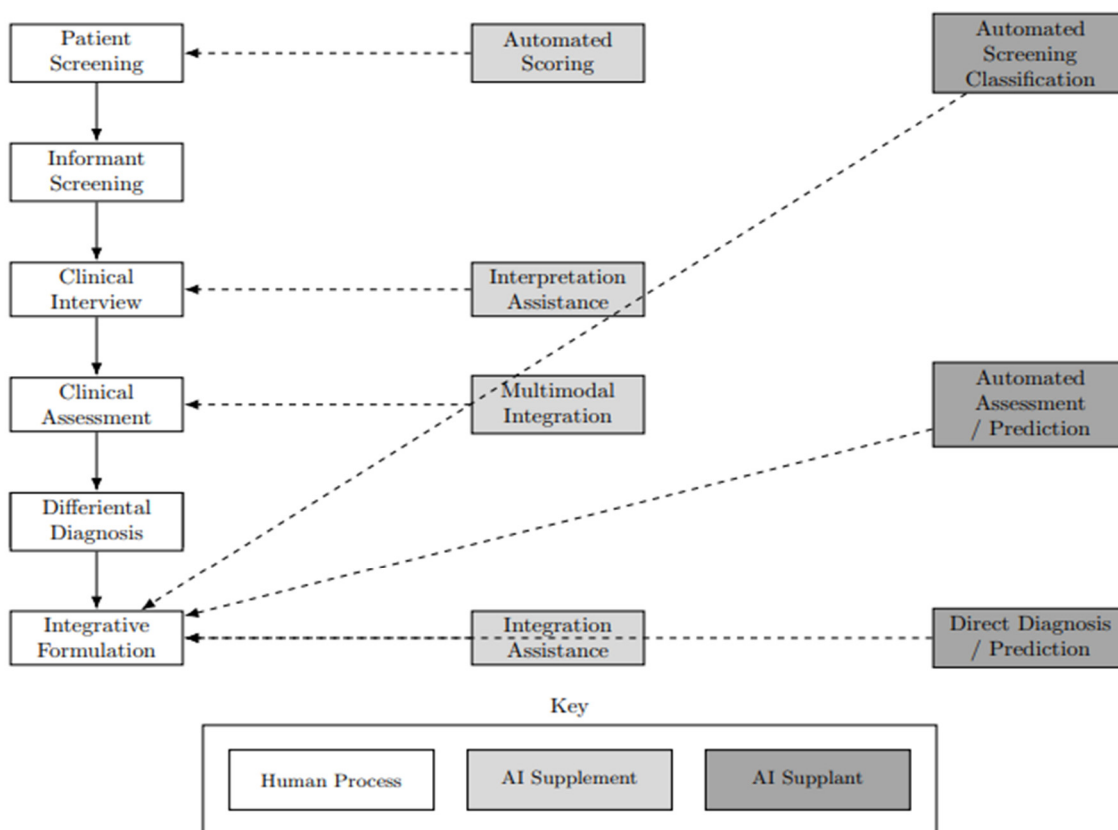 Patient
Screening
Automated
Scoring
Automated
Screening
Classification
Informant
Screening
Clinical
Interview
Interpretation
Assistance
Clinical
Assessment
Multimodal
Integration
Automated
Assessment
/ Prediction
Differiental
Diagnosis
Integrative
Formulation
Integration
Assistance
Direct Diagnosis
/ Prediction
Key
Human Process
AI Supplement
AI Supplant